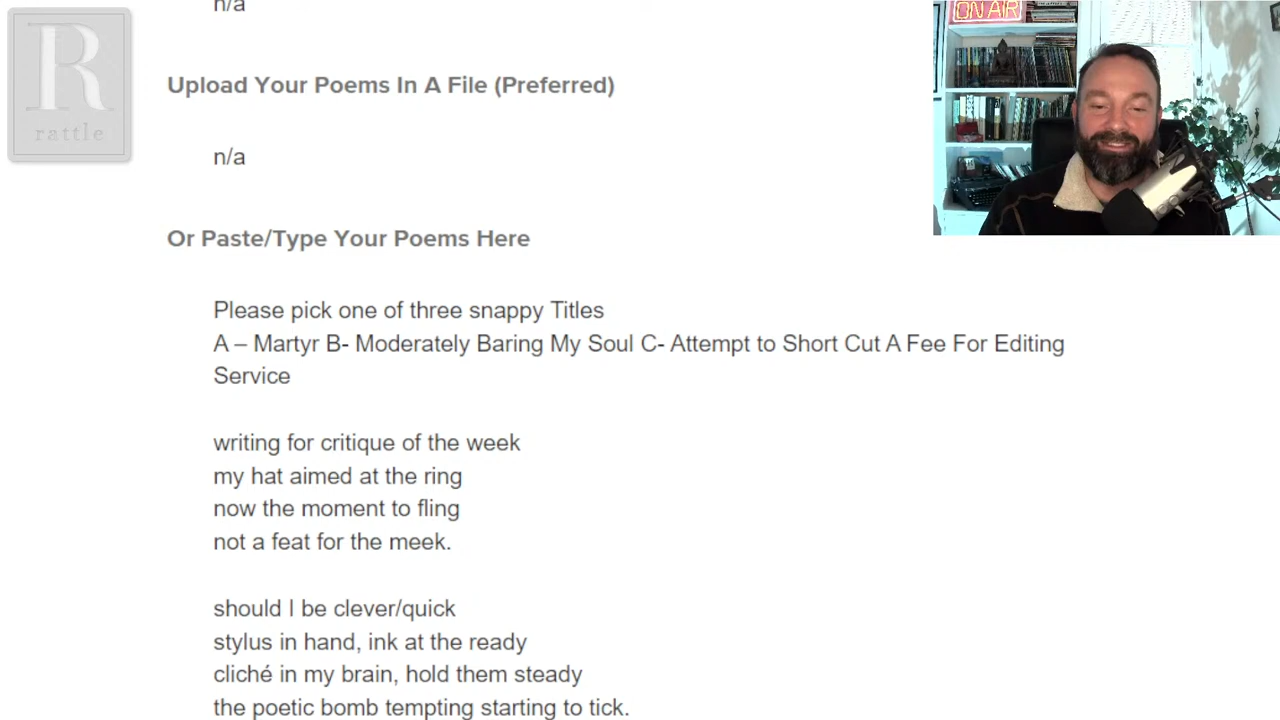 n/a
R
rattle
ON AIR
Upload Your Poems In A File (Preferred)
n/a
Or Paste/Type Your Poems Here
Please pick one of three snappy Titles
A – Martyr B- Moderately Baring My Soul C- Attempt to Short Cut A Fee For Editing
Service
writing for critique of the week
my hat aimed at the ring
now the moment to fling
not a feat for the meek.
should I be clever/quick
stylus in hand, ink at the ready
cliché in my brain, hold them steady
the poetic bomb tempting starting to tick.